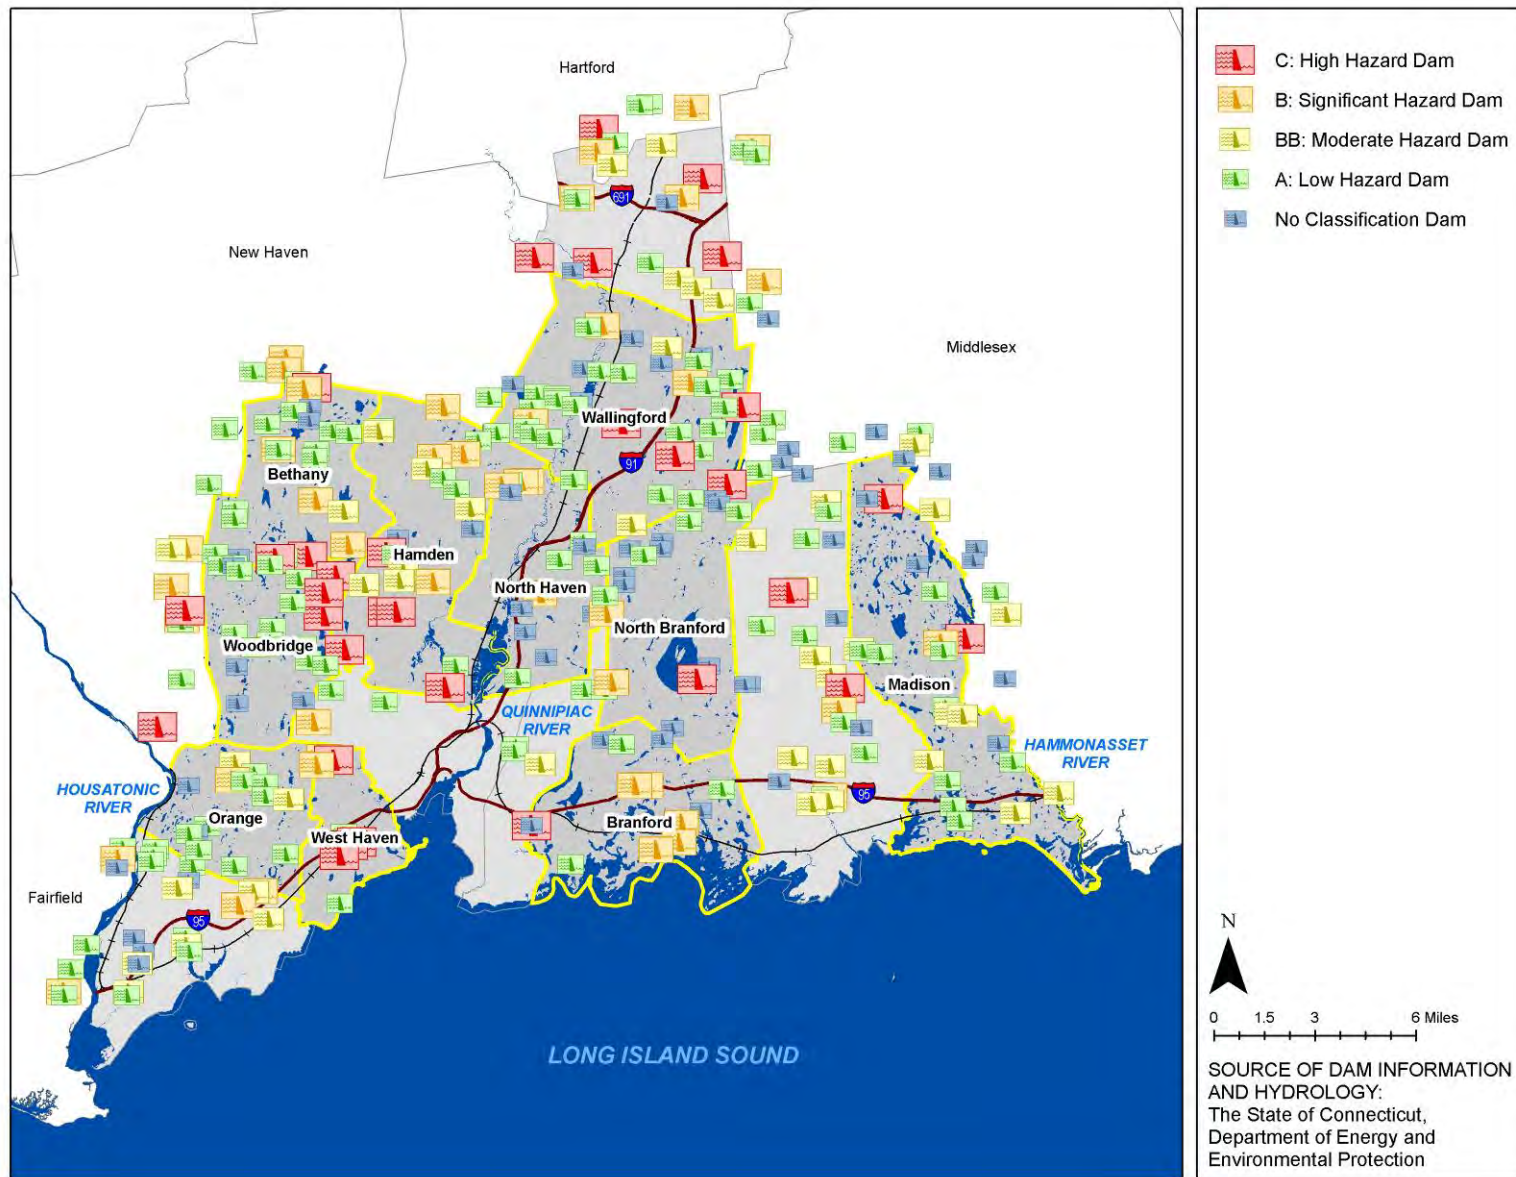 Hartford
691
New Haven
Middlesex
Wallingford
91
Bethany
Hamden
North Haven
North Branford
Woodbridge
Madison
QUINNIPIAC
RIVER
HAMMONASSET
RIVER
HOUSATONIC
RIVER
95
Orange
Branford
West Haven
Fairfield
95
LONG ISLAND SOUND
C: High Hazard Dam
B: Significant Hazard Dam
BB: Moderate Hazard Dam
A: Low Hazard Dam
No Classification Dam
N
0 1.5 3 6 Miles
SOURCE OF DAM INFORMATION
AND HYDROLOGY:
The State of Connecticut,
Department of Energy and
Environmental Protection